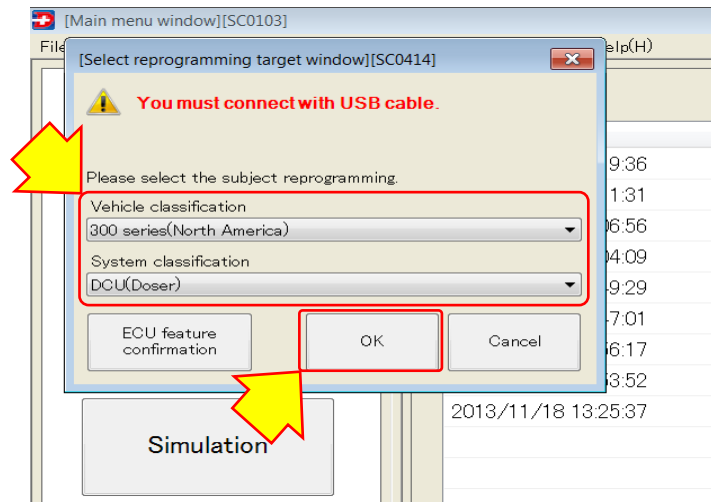 [Main menu window][SC0103]
File
elp(H)
[Select reprogramming target window][SC0414]
You must connect with USB cable.
Please select the subject reprogramming.
Vehicle classification
300 series(North America)
System classification
DCU(Doser)
ECU feature
confirmation
OK
Cancel
9:36
1:31
06:56
04:09
9:29
7:01
6:17
3:52
2013/11/18 13:25:37
Simulation